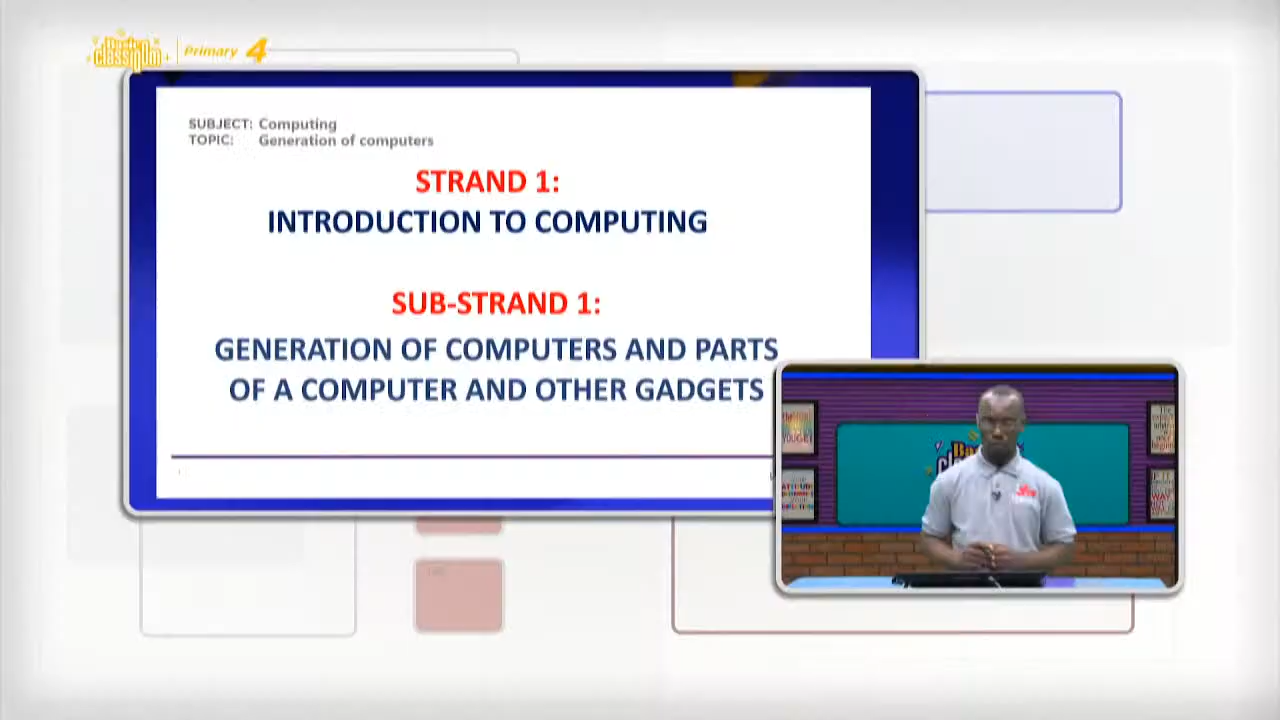 classroom
Primary 4
SUBJECT: Computing
TOPIC: Generation of computers
STRAND 1:
INTRODUCTION TO COMPUTING
SUB-STRAND 1:
GENERATION OF COMPUTERS AND PARTS
OF A COMPUTER AND OTHER GADGETS